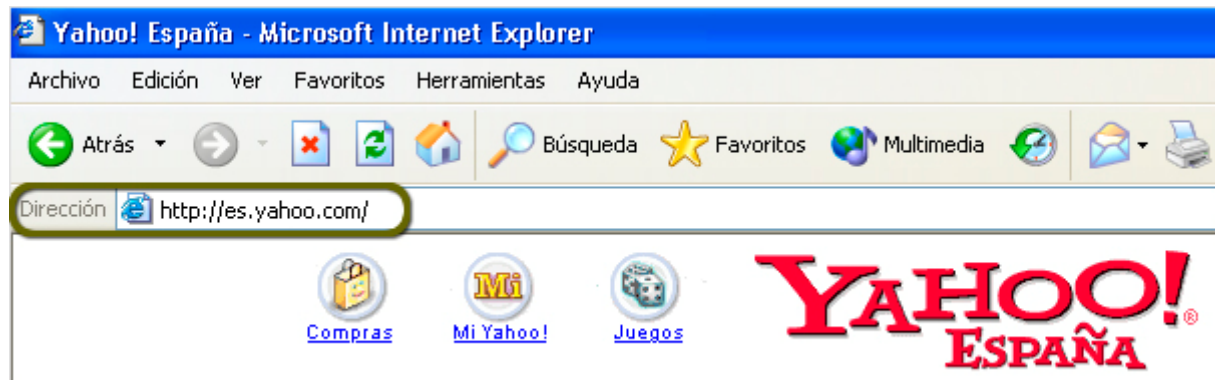 Yahoo! España - Microsoft Internet Explorer
Archivo Edición Ver Favoritos Herramientas Ayuda
Atrás Búsqueda Favoritos Multimedia
Dirección http://es.yahoo.com/
Mi
YAHOO! ®
ESPAÑA
Compras Mi Yahoo! Juegos